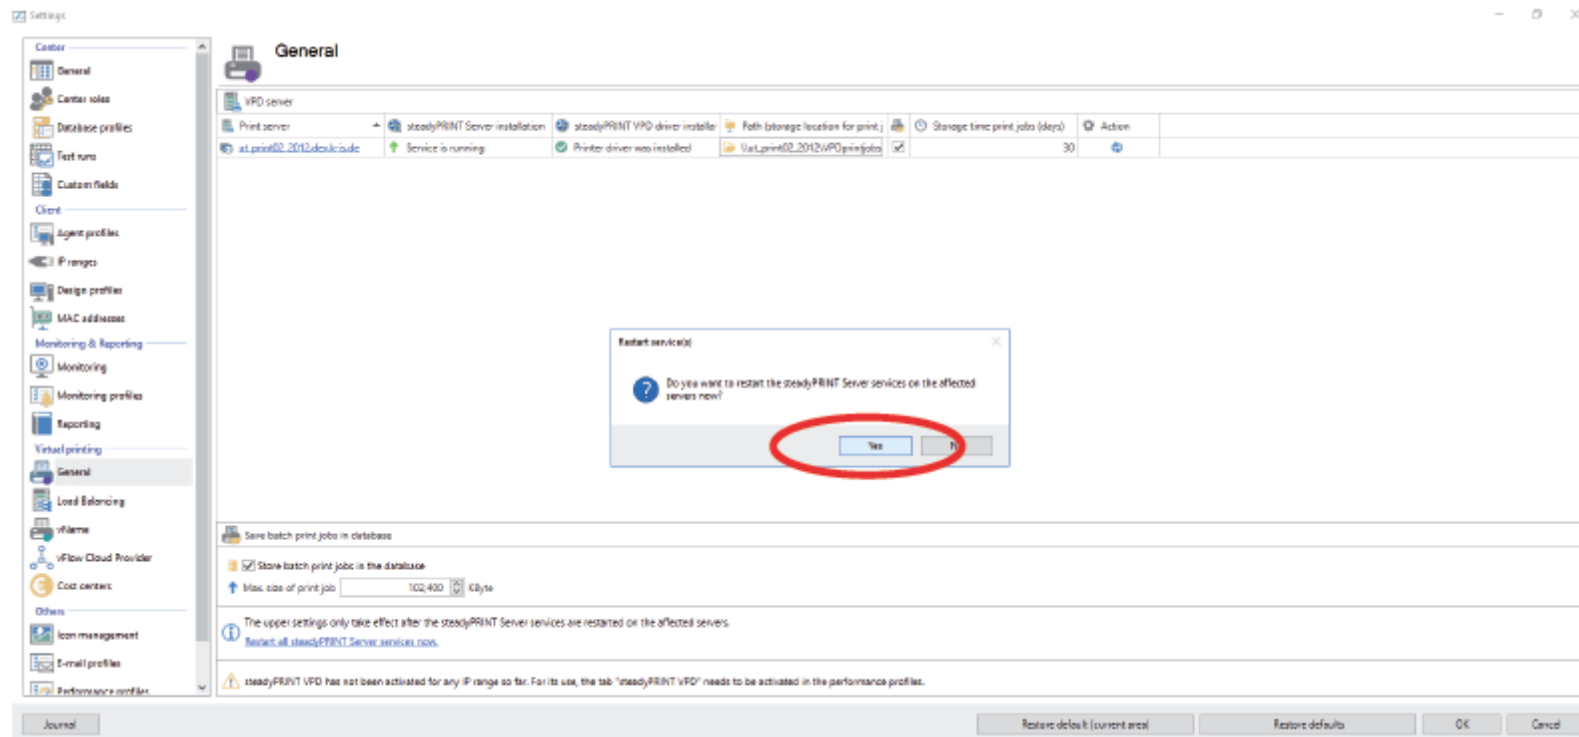 Settings
Center
General
Center roles
Database profiles
Test runs
Custom fields
Client
Agent profiles
IP ranges
Design profiles
MAC addresses
Monitoring & Reporting
Monitoring
Monitoring profiles
Reporting
Virtual printing
General
Load Balancing
vName
vFlow Cloud Provider
Cost centers
Others
Icon management
E-mail profiles
Performance profiles
General
VPD server
Print server steadyPRINT Server installation steadyPRINT VPD driver installa Path (storage location for print j Storage time print jobs (days) Action
Service is running Printer driver was installed 30
Restart service(s)
Do you want to restart the steadyPRINT Server services on the affected
servers now?
Yes
Save batch print jobs in database
Store batch print jobs in the database
Max. size of print job 102,400 KByte
The upper settings only take effect after the steadyPRINT Server services are restarted on the affected servers.
Restart all steadyPRINT Server services now.
steadyPRINT VPD has not been activated for any IP range so far. For its use, the tab "steadyPRINT VPD" needs to be activated in the performance profiles.
Journal Restore default (current area) Restore defaults OK Cancel